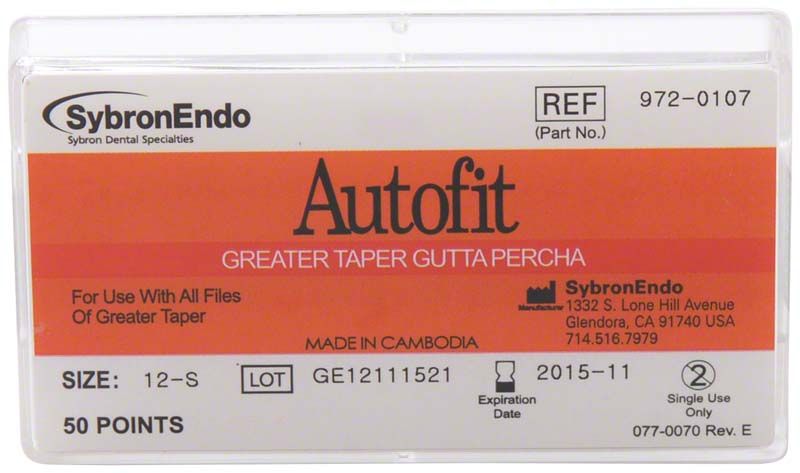 SybronEndo
Sybron Dental Specialties
REF 972-0107
(Part No.)
Autofit
GREATER TAPER GUTTA PERCHA
For Use With All Files
Of Greater Taper
SybronEndo
Manufacturer 1332 S. Lone Hill Avenue
Glendora, CA 91740 USA
714.516.7979
MADE IN CAMBODIA
SIZE: 12-S LOT GE12111521 2015-11 2
Expiration
Date
Single Use
Only
50 POINTS
077-0070 Rev. E